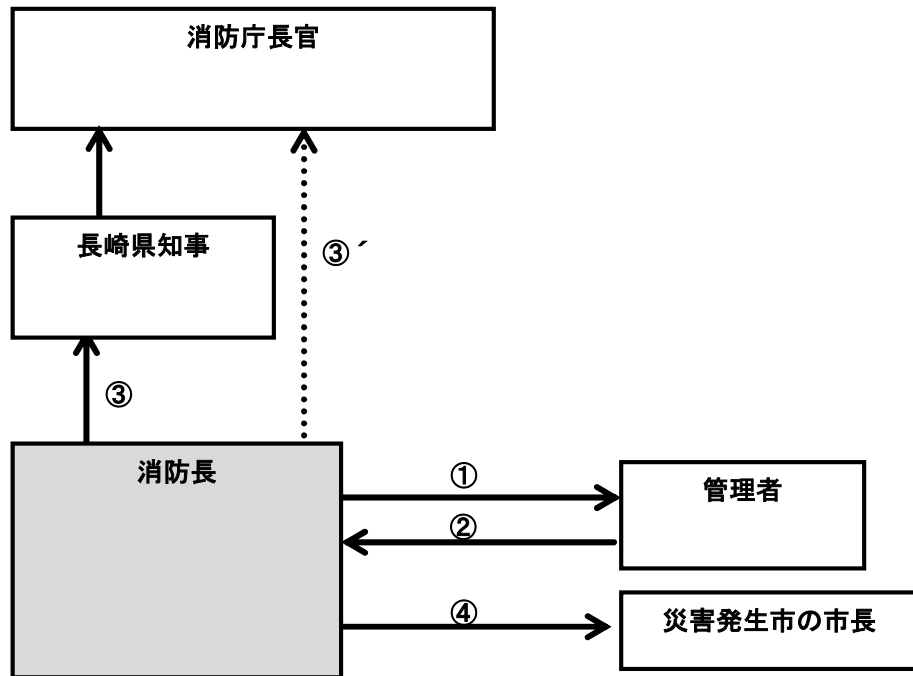 消防庁長官
長崎県知事
③´
③
消防長
①
管理者
②
④
災害発生市の市長